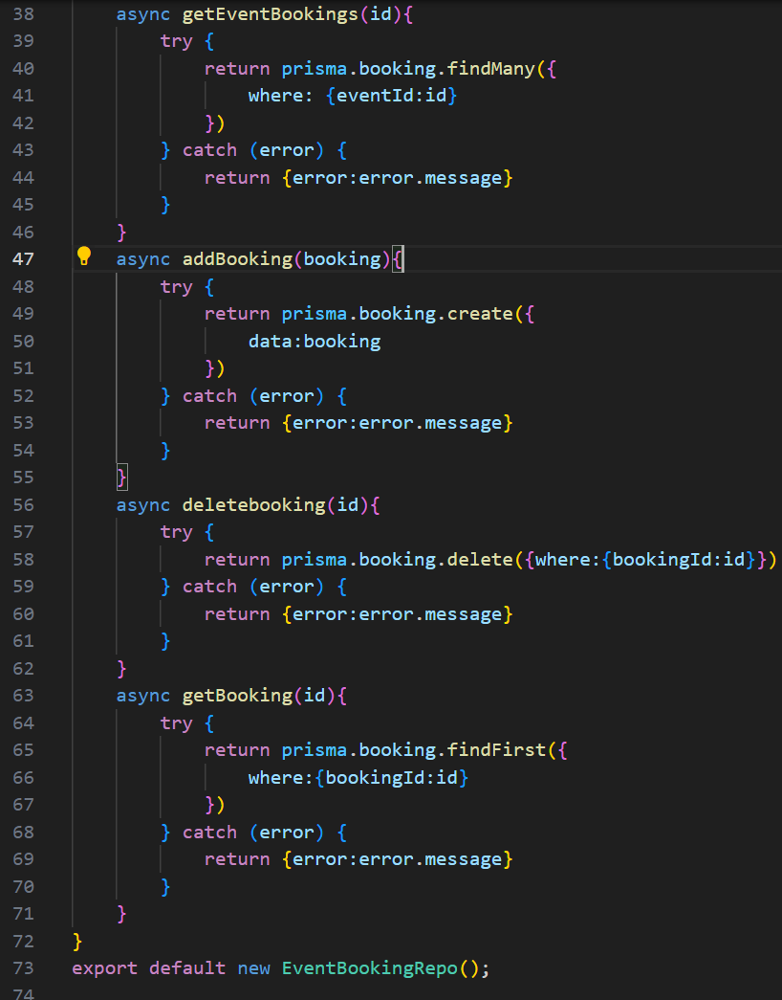 38 async getEventBookings(id){
39 try {
40 return prisma.booking.findMany({
41 where: {eventId:id}
42 })
43 } catch (error) {
44 return {error:error.message}
45 }
46 }
47 async addBooking(booking){
48 try {
49 return prisma.booking.create({
50 data:booking
51 })
52 } catch (error) {
53 return {error:error.message}
54 }
55 }
56 async deletebooking(id){
57 try {
58 return prisma.booking.delete({where:{bookingId:id}})
59 } catch (error) {
60 return {error:error.message}
61 }
62 }
63 async getBooking(id){
64 try {
65 return prisma.booking.findFirst({
66 where:{bookingId:id}
67 })
68 } catch (error) {
69 return {error:error.message}
70 }
71 }
72 }
73 export default new EventBookingRepo();
74